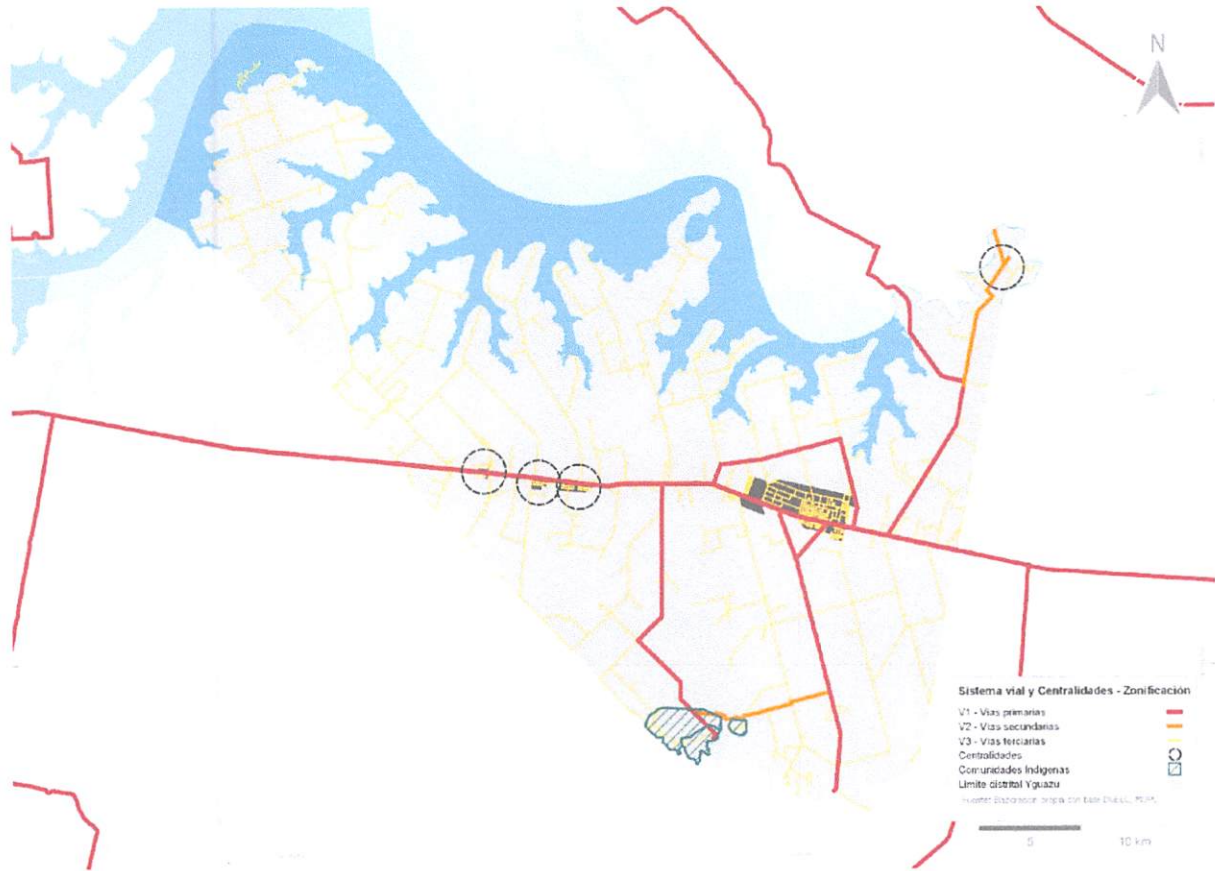 N
Sistema vial y Centralidades - Zonificación
V1 - Vías primarias
V2 - Vías secundarias
V3 - Vías terciarias
Centralidades
Comunidades Indígenas
Límite distrital Yguazu
5 10 km